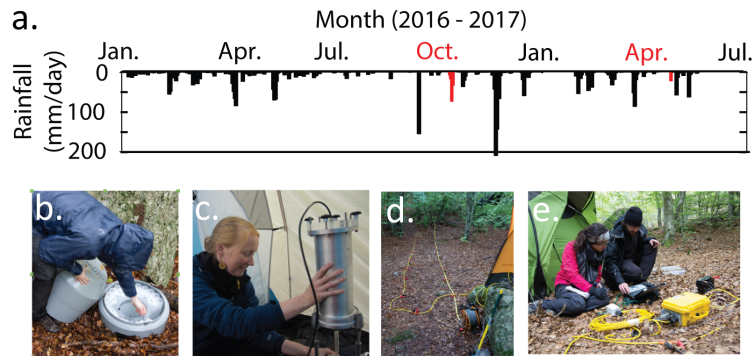 a.
Month (2016 - 2017)
Jan. Apr. Jul. Oct. Jan. Apr. Jul.
Rainfall
(mm/day)
0
100
200
b. c. d. e.